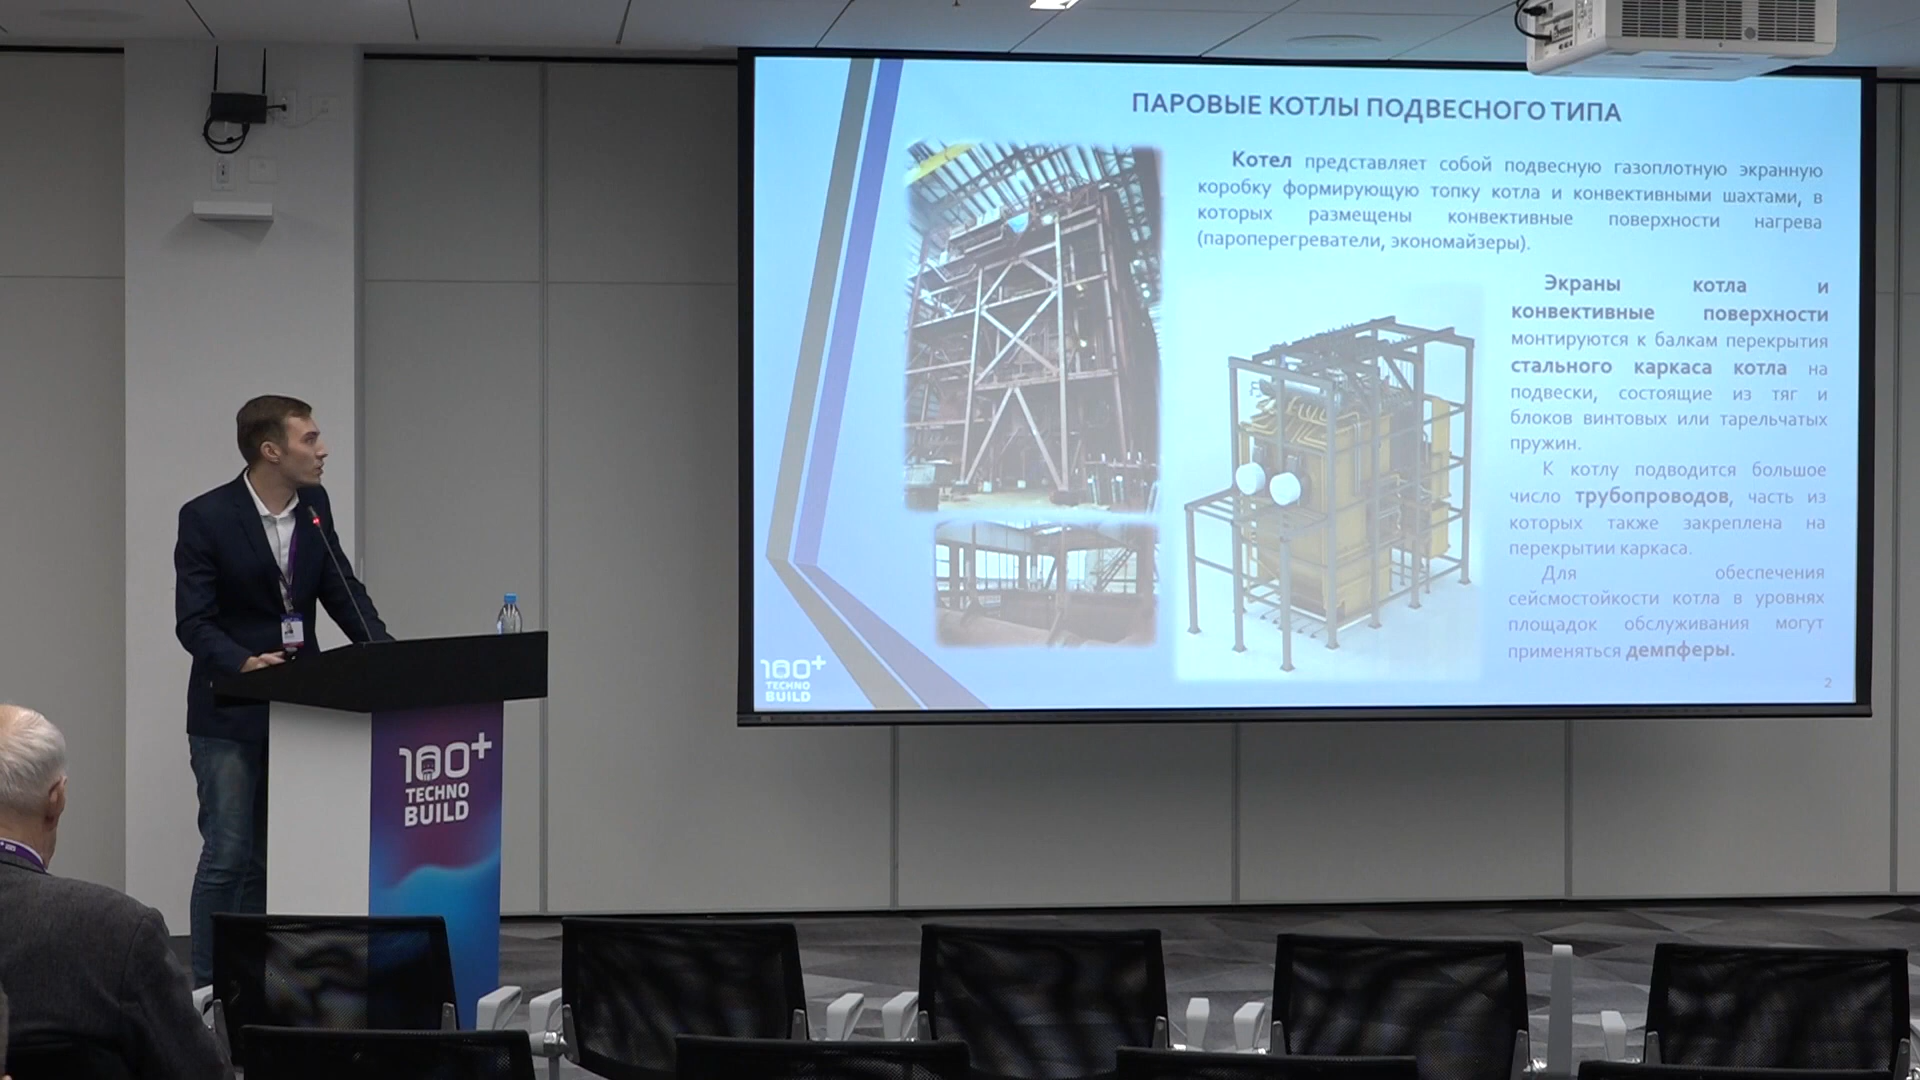 ПАРОВЫЕ КОТЛЫ ПОДВЕСНОГО ТИПА
Котел представляет собой подвесную газоплотную экранную
коробку формирующую топку котла и конвективными шахтами, в
которых размещены конвективные поверхности нагрева
(пароперегреватели, экономайзеры).
Экраны котла и
конвективные поверхности
монтируются к балкам перекрытия
стального каркаса котла на
подвески, состоящие из тяг и
блоков винтовых или тарельчатых
пружин.
К котлу подводится большое
число трубопроводов, часть из
которых также закреплена на
перекрытии каркаса.
Для обеспечения
сейсмостойкости котла в уровнях
площадок обслуживания могут
применяться демпферы.
2
100+
TECHNO
BUILD
100+
TECHNO
BUILD